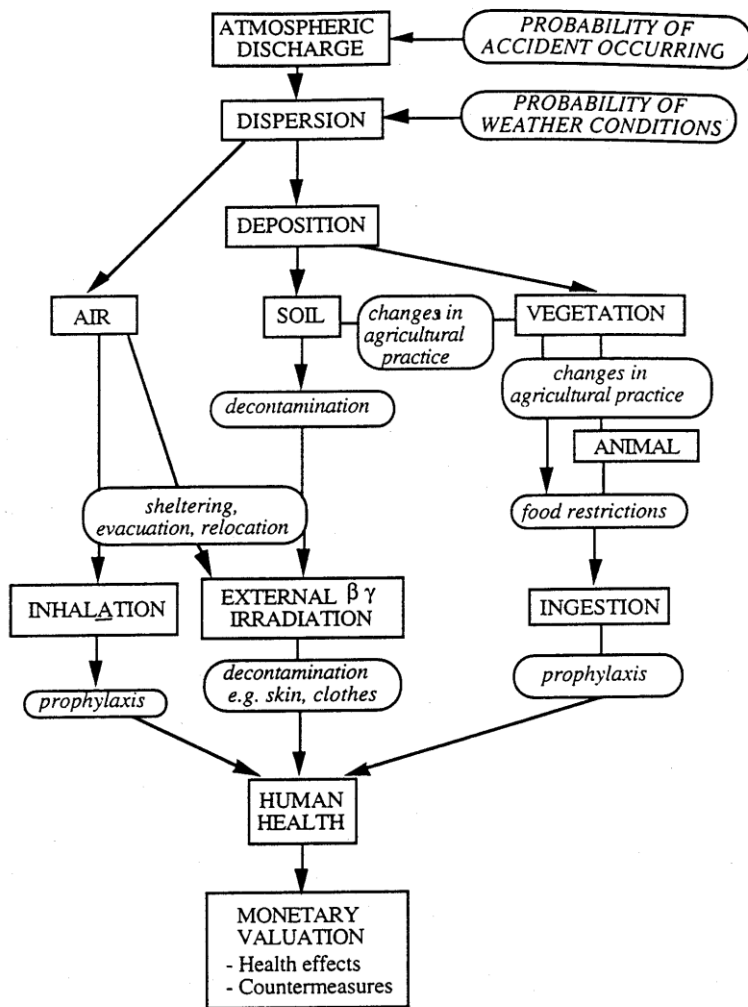 ATMOSPHERIC
DISCHARGE
PROBABILITY OF
ACCIDENT OCCURRING
DISPERSION
PROBABILITY OF
WEATHER CONDITIONS
DEPOSITION
AIR
SOIL
changes in
agricultural
practice
VEGETATION
decontamination
changes in
agricultural practice
ANIMAL
sheltering,
evacuation, relocation
food restrictions
INHALATION
EXTERNAL β γ
IRRADIATION
INGESTION
prophylaxis
decontamination
e.g. skin, clothes
prophylaxis
HUMAN
HEALTH
MONETARY
VALUATION
- Health effects
- Countermeasures